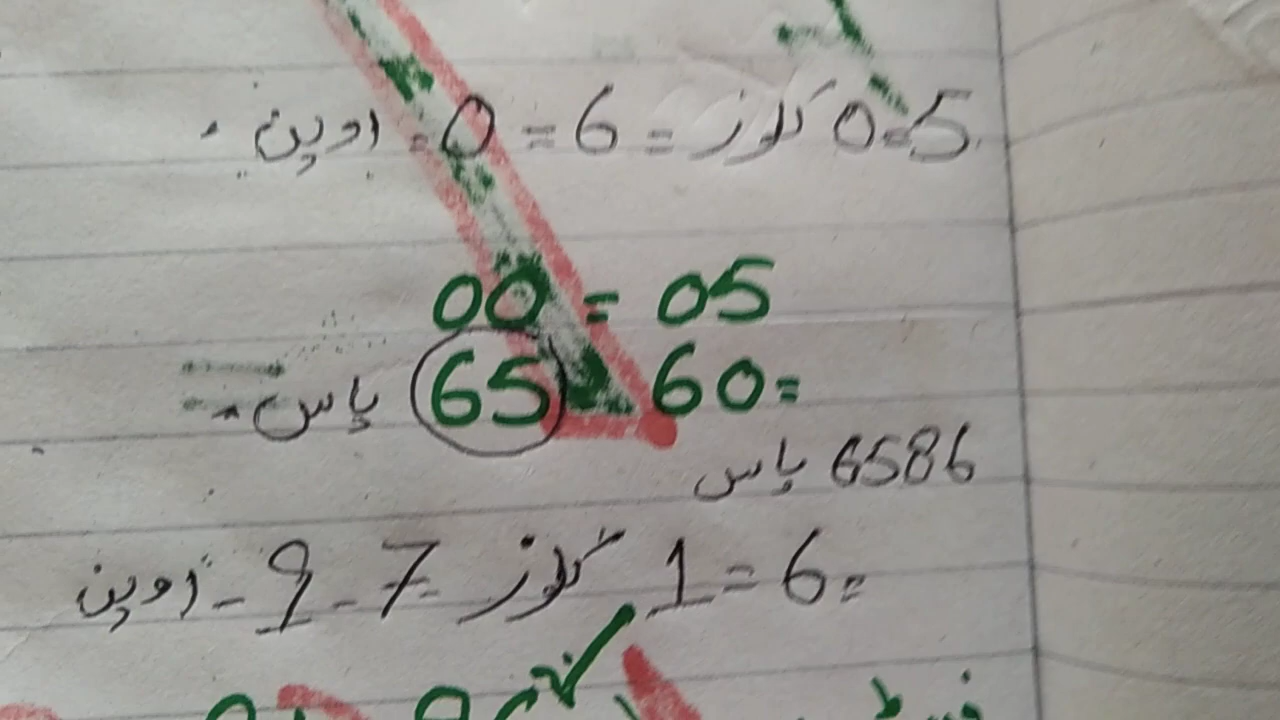 اوپن =0=6= کلوز 0=5
00=05
65 60= پاس
6586 پاس
اوپن -9-7- کلوز 1=6=